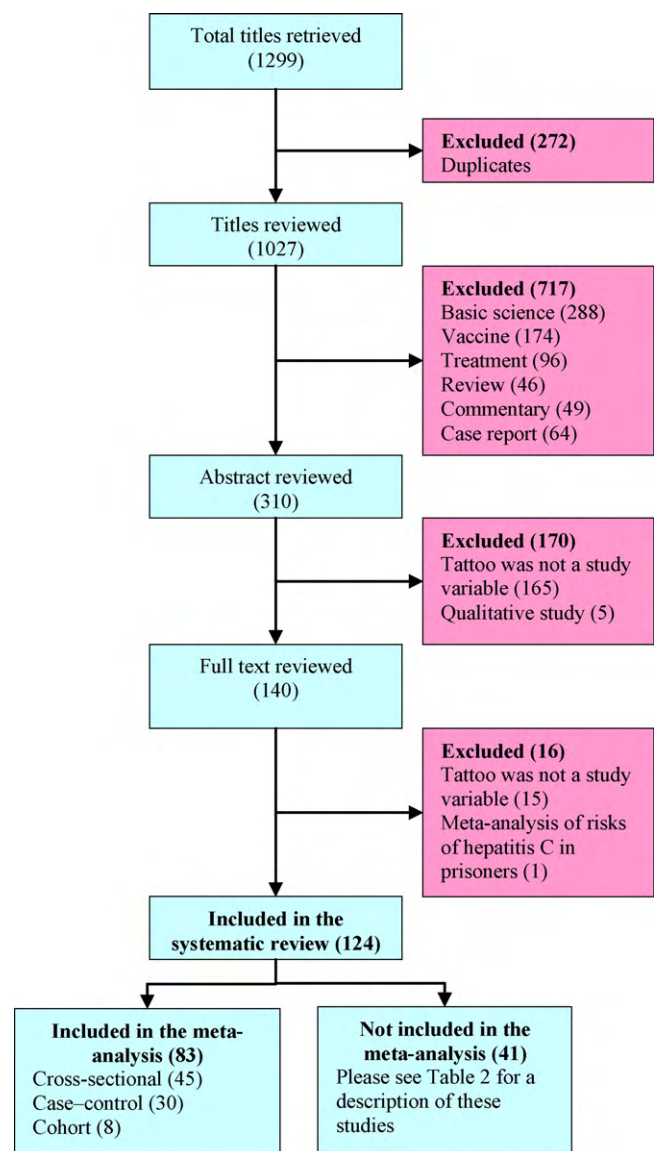 Total titles retrieved
(1299)
Excluded (272)
Duplicates
Titles reviewed
(1027)
Excluded (717)
Basic science (288)
Vaccine (174)
Treatment (96)
Review (46)
Commentary (49)
Case report (64)
Abstract reviewed
(310)
Excluded (170)
Tattoo was not a study
variable (165)
Qualitative study (5)
Full text reviewed
(140)
Excluded (16)
Tattoo was not a study
variable (15)
Meta-analysis of risks
of hepatitis C in
prisoners (1)
Included in the
systematic review (124)
Included in the meta-
analysis (83)
Cross-sectional (45)
Case–control (30)
Cohort (8)
Not included in the
meta-analysis (41)
Please see Table 2 for a
description of these
studies